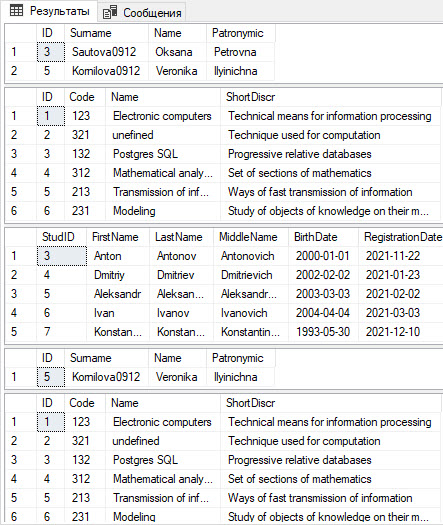 Результаты Сообщения
ID Surname Name Patronymic
1 3 Sautova0912 Oksana Petrovna
2 5 Kornilova0912 Veronika Ilyinichna
ID Code Name ShortDiscr
1 1 123 Electronic computers Technical means for information processing
2 2 321 unefined Technique used for computation
3 3 132 Postgres SQL Progressive relative databases
4 4 312 Mathematical analy... Set of sections of mathematics
5 5 213 Transmission of inf... Ways of fast transmission of information
6 6 231 Modeling Study of objects of knowledge on their m...
StudID FirstName LastName MiddleName BirthDate RegistrationDate
1 3 Anton Antonov Antonovich 2000-01-01 2021-11-22
2 4 Dmitriy Dmitriev Dmitrievich 2002-02-02 2021-01-23
3 5 Aleksandr Aleksan... Aleksandr... 2003-03-03 2021-02-02
4 6 Ivan Ivanov Ivanovich 2004-04-04 2021-03-03
5 7 Konstan... Konstan... Konstantin... 1993-05-30 2021-12-10
ID Surname Name Patronymic
1 5 Kornilova0912 Veronika Ilyinichna
ID Code Name ShortDiscr
1 1 123 Electronic computers Technical means for information processing
2 2 321 undefined Technique used for computation
3 3 132 Postgres SQL Progressive relative databases
4 4 312 Mathematical analy... Set of sections of mathematics
5 5 213 Transmission of inf... Ways of fast transmission of information
6 6 231 Modeling Study of objects of knowledge on their m...